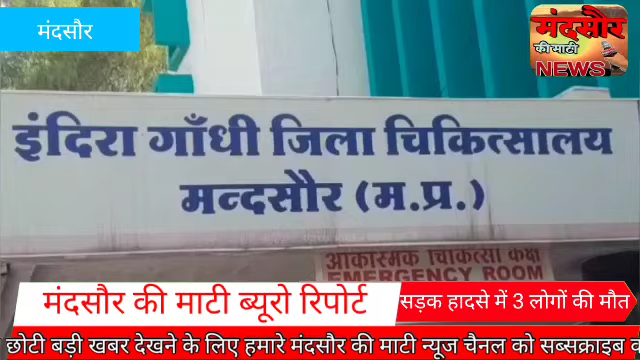 मंदसौर
मंदसौर
की माटी
NEWS
इंदिरा गाँधी जिला चिकित्सालय
मन्दसौर (म.प्र.)
आकस्मिक चिकित्सा कक्ष
EMERGENCY ROOM
मंदसौर की माटी ब्यूरो रिपोर्ट
सड़क हादसे में 3 लोगों की मौत
छोटी बड़ी खबर देखने के लिए हमारे मंदसौर की माटी न्यूज चैनल को सब्सक्राइब